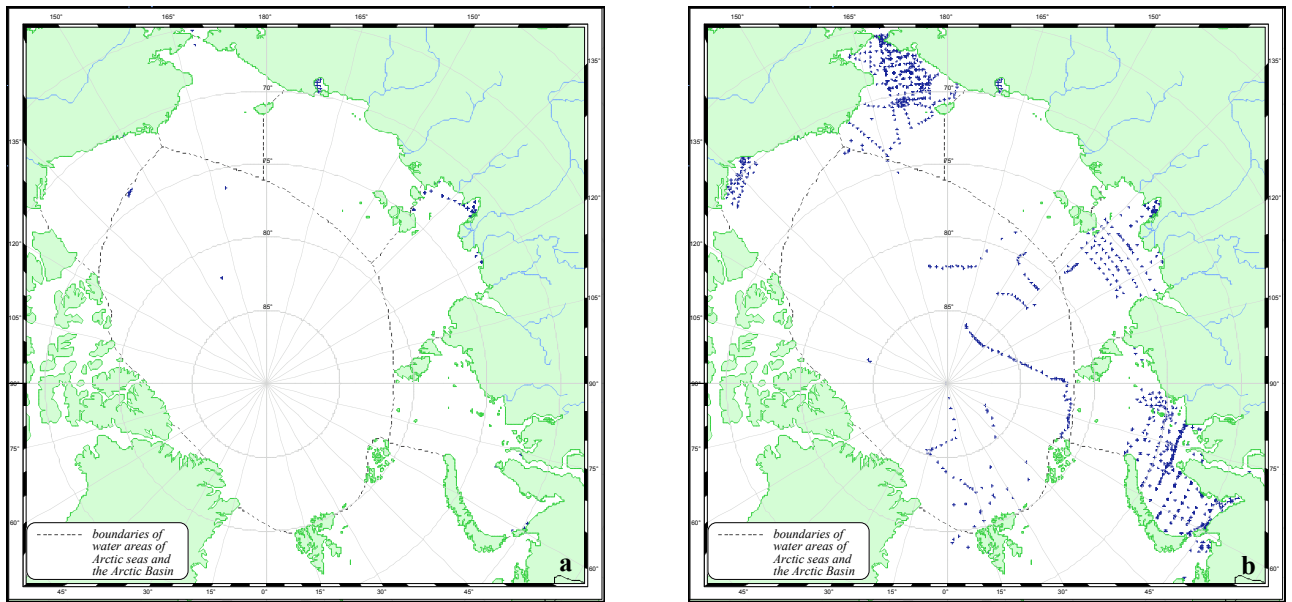 165° 180° 165°
150° 150°
135° 135°
70°
75°
120° 120°
80°
105° 85° 105°
90° 90°
75° 75°
60° 60°
boundaries of
water areas of
Arctic seas and
the Arctic Basin
a
45° 30° 15° 0° 15° 30° 45°
165° 180° 165°
150° 150°
135° 135°
70°
75°
120° 120°
80°
105° 85° 105°
90° 90°
75° 75°
60° 60°
boundaries of
water areas of
Arctic seas and
the Arctic Basin
b
45° 30° 15° 0° 15° 30° 45°